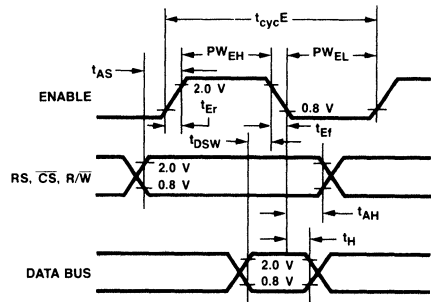 tcycE
PWEH
PWEL
tAS
ENABLE
2.0 V
0.8 V
tEr
tEf
tDSW
RS, C̅S̅, R/W̅
2.0 V
0.8 V
tAH
tH
DATA BUS
2.0 V
0.8 V